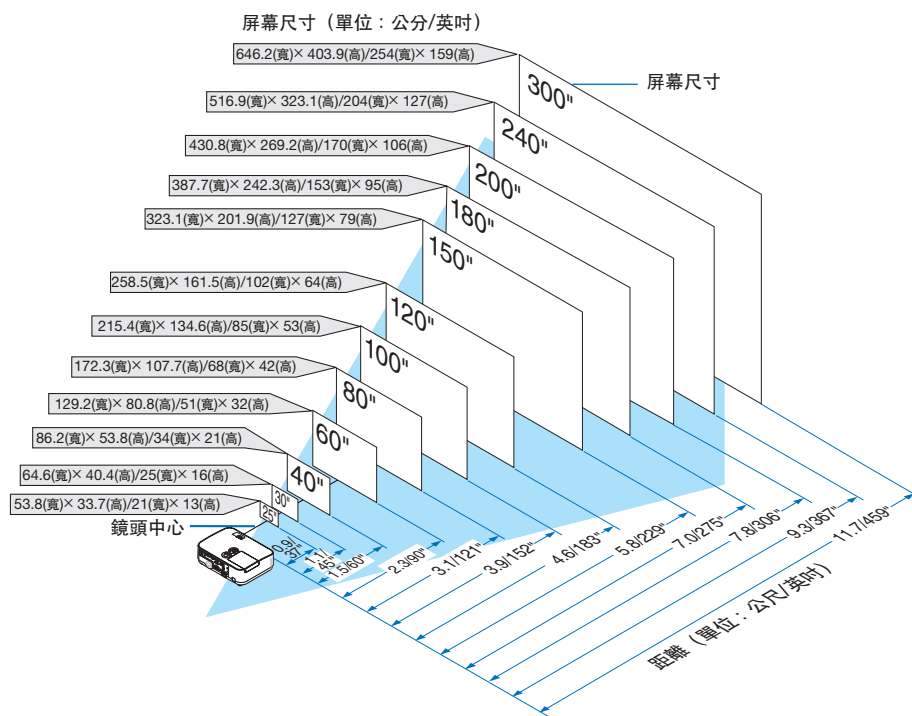 屏幕尺寸（單位：公分/英吋）
646.2(寬)× 403.9(高)/254(寬)× 159(高)
屏幕尺寸
300"
516.9(寬)× 323.1(高)/204(寬)× 127(高)
240"
430.8(寬)× 269.2(高)/170(寬)× 106(高)
200"
387.7(寬)× 242.3(高)/153(寬)× 95(高)
180"
323.1(寬)× 201.9(高)/127(寬)× 79(高)
150"
258.5(寬)× 161.5(高)/102(寬)× 64(高)
120"
215.4(寬)× 134.6(高)/85(寬)× 53(高)
100"
172.3(寬)× 107.7(高)/68(寬)× 42(高)
80"
129.2(寬)× 80.8(高)/51(寬)× 32(高)
60"
86.2(寬)× 53.8(高)/34(寬)× 21(高)
40"
64.6(寬)× 40.4(高)/25(寬)× 16(高)
30"
53.8(寬)× 33.7(高)/21(寬)× 13(高)
25"
鏡頭中心
0.9/
37"
1.1/
45"
1.5/60"
2.3/90"
3.1/121"
3.9/152"
4.6/183"
5.8/229"
7.0/275"
7.8/306"
9.3/367"
11.7/459"
距離（單位：公尺/英吋）